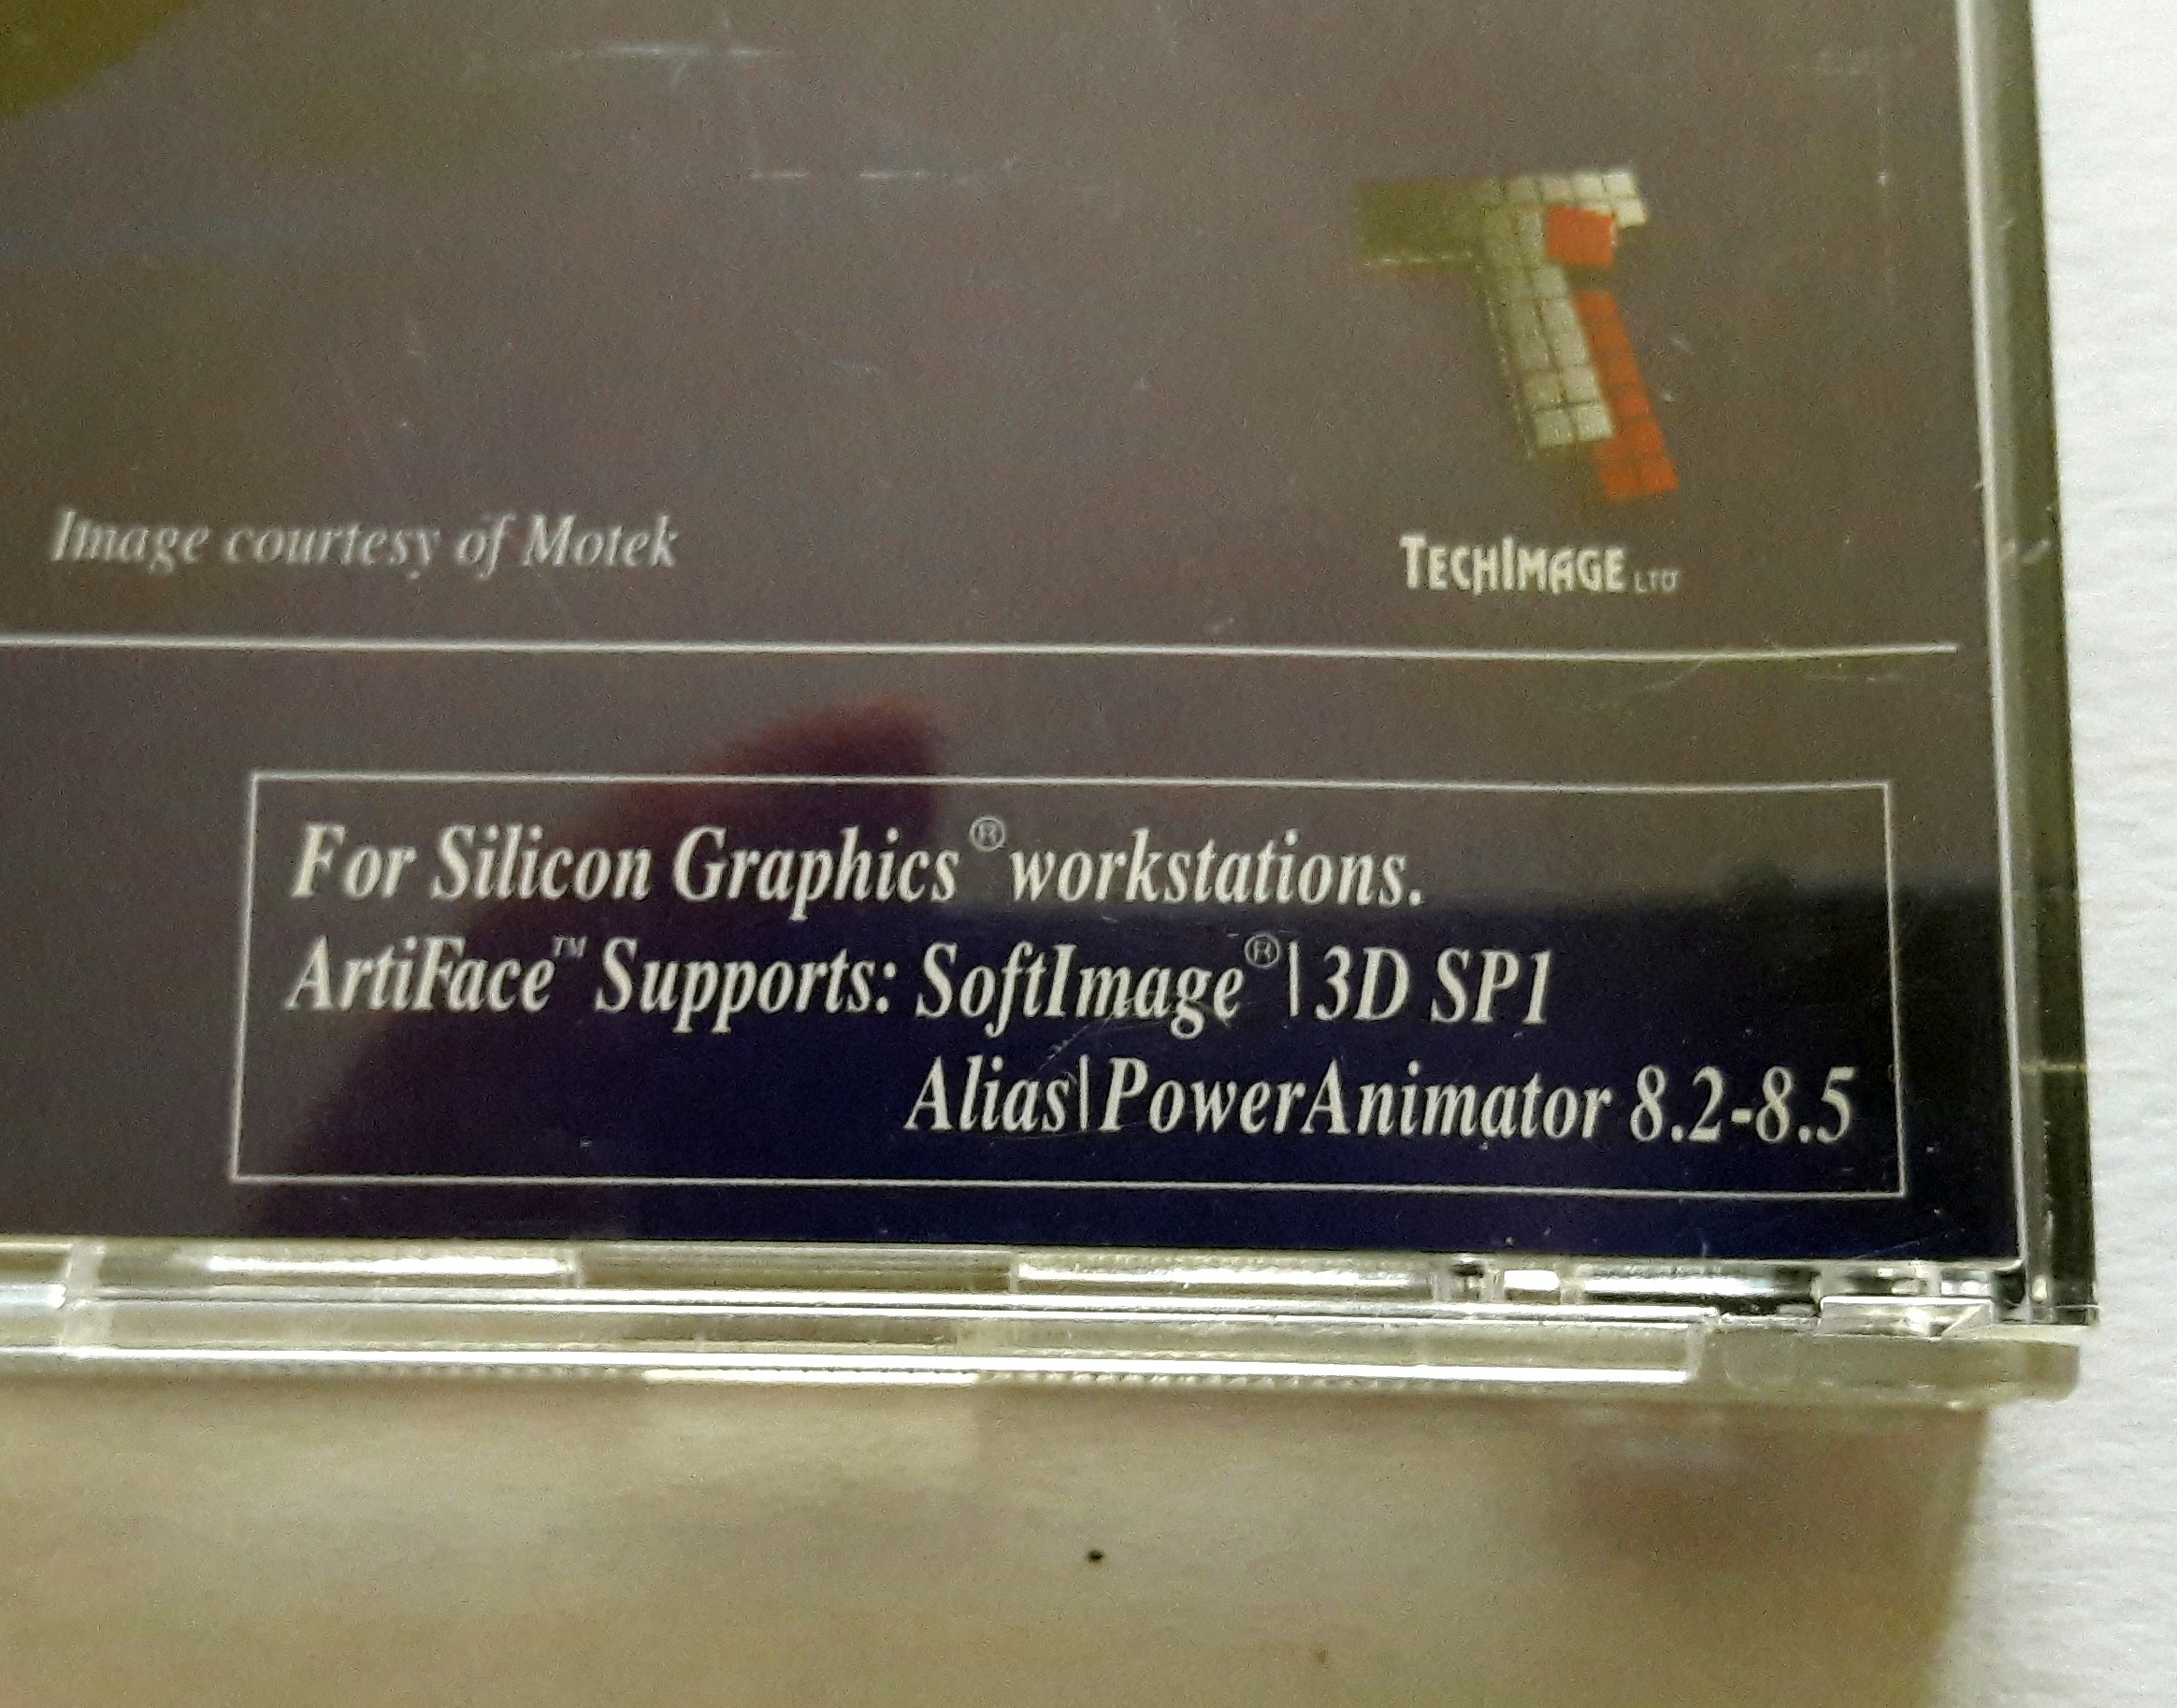 Image courtesy of Motek
TECHIMAGE LTD
For Silicon Graphics® workstations.
ArtiFace™ Supports: SoftImage®|3D SP1
Alias|PowerAnimator 8.2-8.5